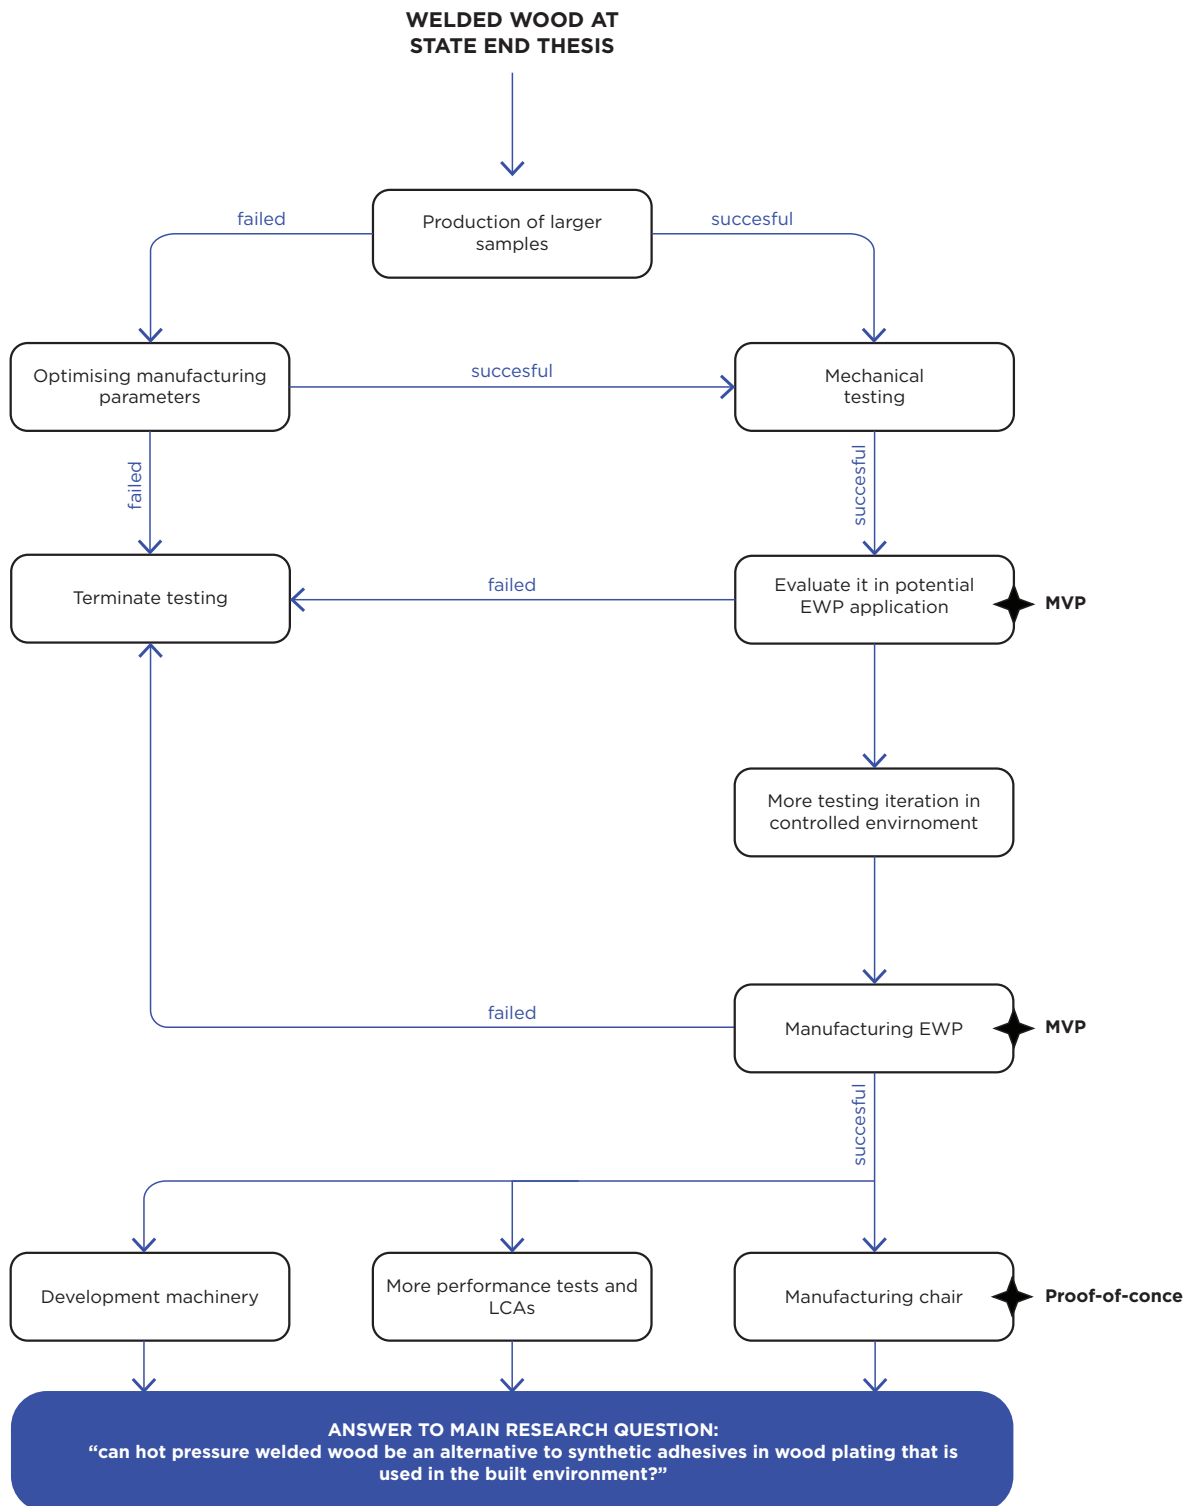 WELDED WOOD AT
STATE END THESIS
failed
succesful
Production of larger
samples
Optimising manufacturing
parameters
succesful
Mechanical
testing
failed
succesful
Terminate testing
failed
Evaluate it in potential
EWP application
MVP
More testing iteration in
controlled envirnoment
failed
Manufacturing EWP
MVP
succesful
Development machinery
More performance tests and
LCAs
Manufacturing chair
Proof-of-conce
ANSWER TO MAIN RESEARCH QUESTION:
“can hot pressure welded wood be an alternative to synthetic adhesives in wood plating that is
used in the built environment?”